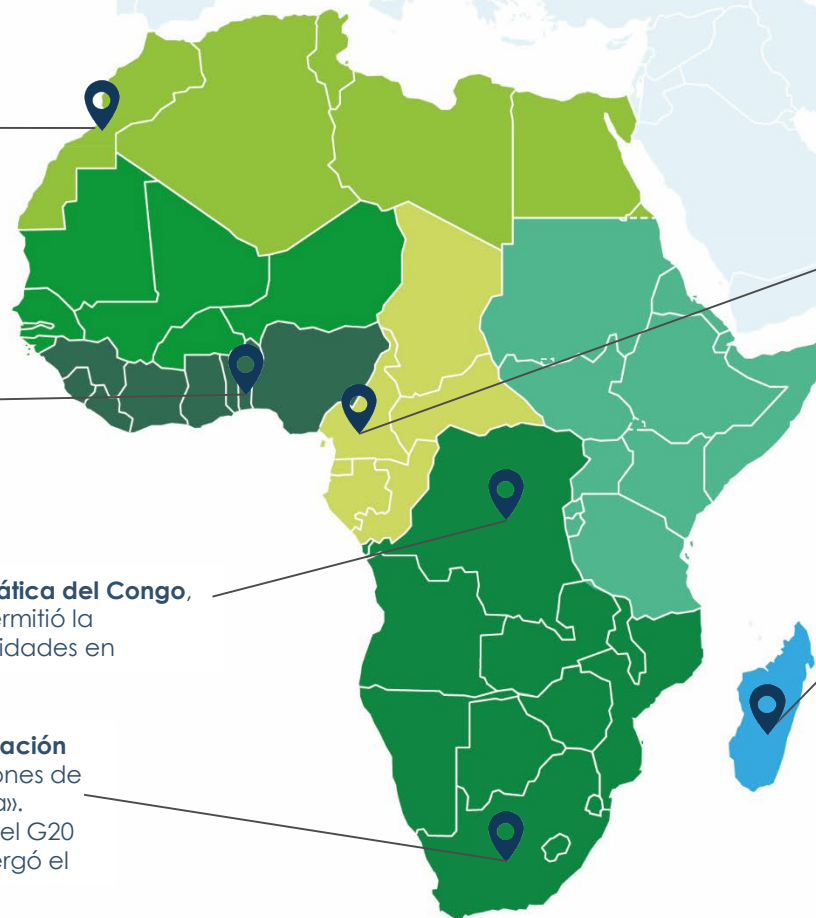 ática del Congo,
ermitió la
idades en
ación
ones de
a».
el G20
ergó el